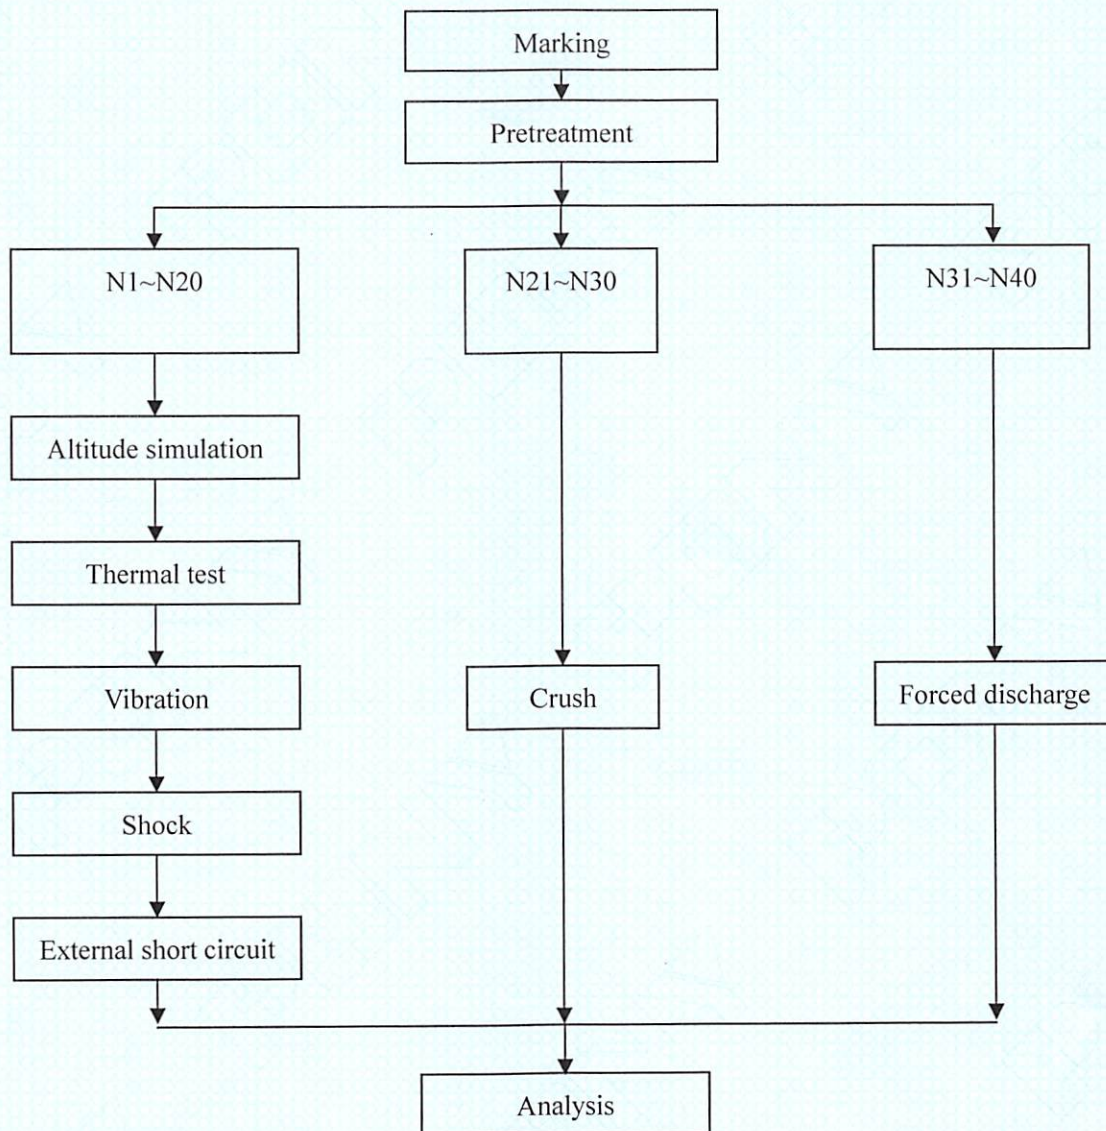 Marking
Pretreatment
N1~N20
N21~N30
N31~N40
Altitude simulation
Thermal test
Vibration
Crush
Forced discharge
Shock
External short circuit
Analysis